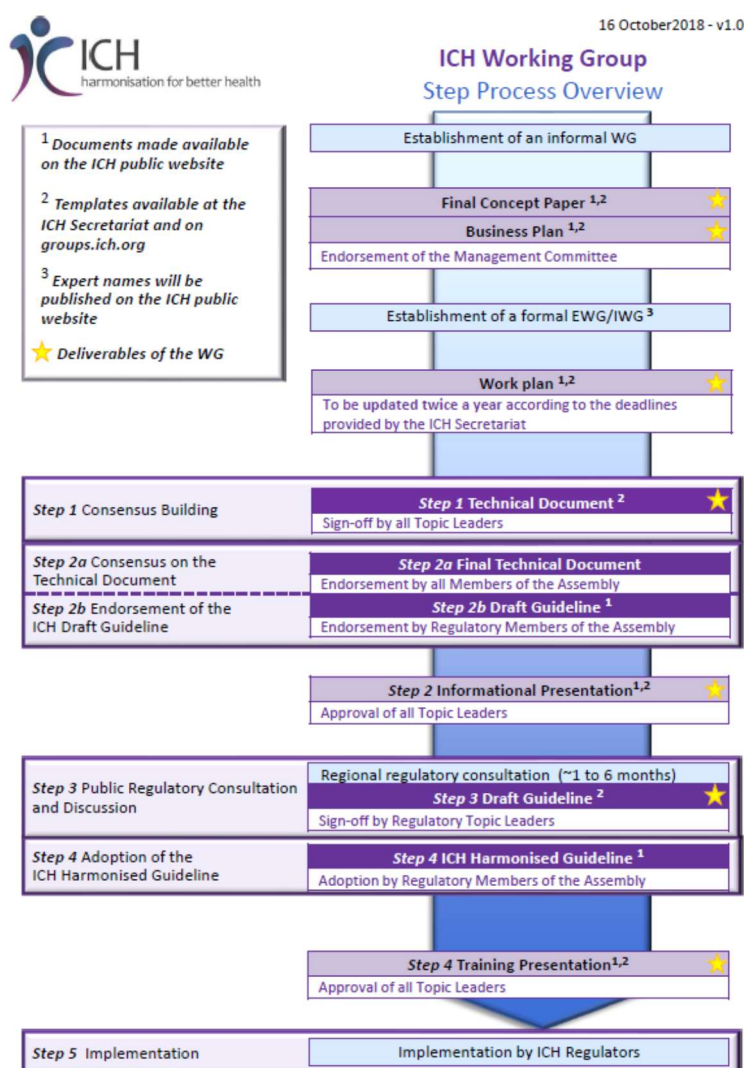 16 October2018 - v1.0
ICH
harmonisation for better health
ICH Working Group
Step Process Overview
1 Documents made available
on the ICH public website
2 Templates available at the
ICH Secretariat and on
groups.ich.org
3 Expert names will be
published on the ICH public
website
Deliverables of the WG
Establishment of an informal WG
Final Concept Paper 1,2
Business Plan 1,2
Endorsement of the Management Committee
Establishment of a formal EWG/IWG 3
Work plan 1,2
To be updated twice a year according to the deadlines
provided by the ICH Secretariat
Step 1 Consensus Building
Step 1 Technical Document 2
Sign-off by all Topic Leaders
Step 2a Consensus on the
Technical Document
Step 2a Final Technical Document
Endorsement by all Members of the Assembly
Step 2b Endorsement of the
ICH Draft Guideline
Step 2b Draft Guideline 1
Endorsement by Regulatory Members of the Assembly
Step 2 Informational Presentation1,2
Approval of all Topic Leaders
Step 3 Public Regulatory Consultation
and Discussion
Regional regulatory consultation (~1 to 6 months)
Step 3 Draft Guideline 2
Sign-off by Regulatory Topic Leaders
Step 4 Adoption of the
ICH Harmonised Guideline
Step 4 ICH Harmonised Guideline 1
Adoption by Regulatory Members of the Assembly
Step 4 Training Presentation1,2
Approval of all Topic Leaders
Step 5 Implementation
Implementation by ICH Regulators